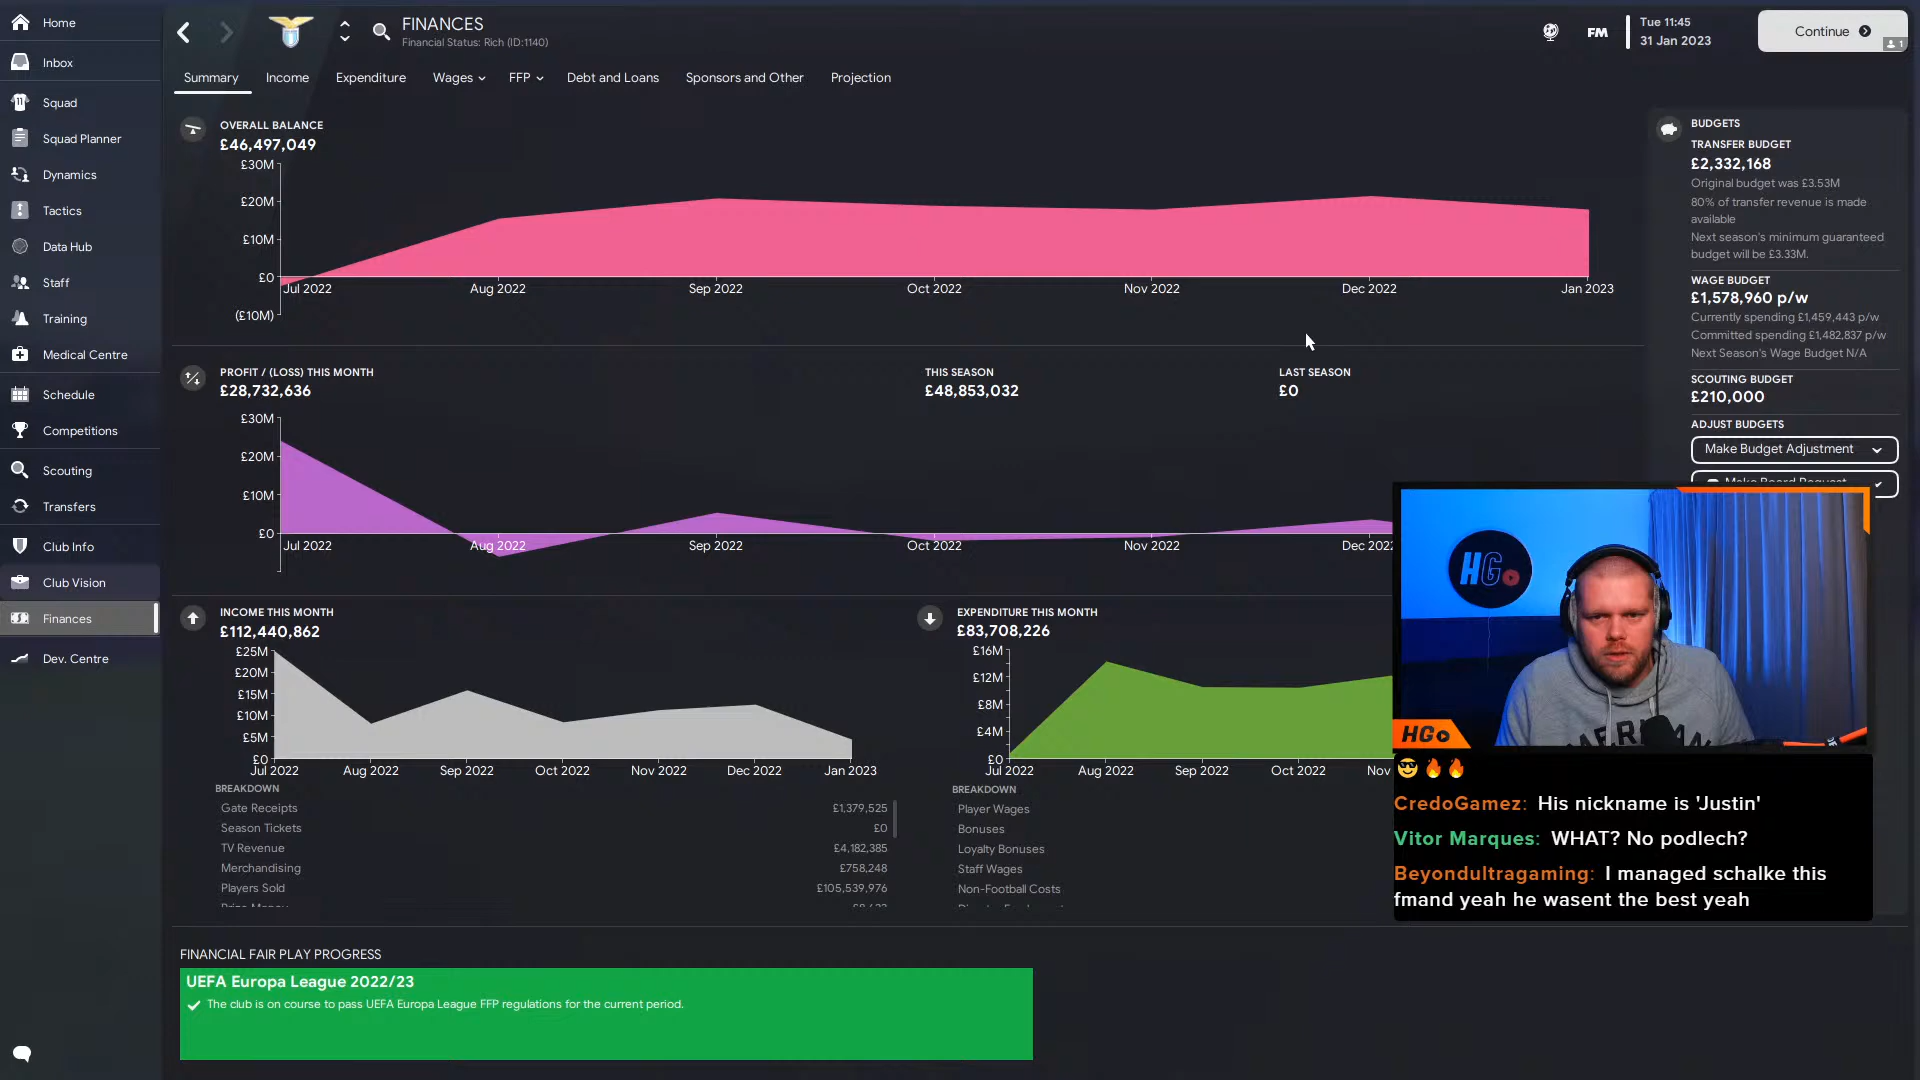 Home
Inbox
Squad
Squad Planner
Dynamics
Tactics
Data Hub
Staff
Training
Medical Centre
Schedule
Competitions
Scouting
Transfers
Club Info
Club Vision
Finances
Dev. Centre
FINANCES
Financial Status: Rich (ID:1140)
FM
Tue 11:45
31 Jan 2023
Continue
1
Summary Income Expenditure Wages FFP Debt and Loans Sponsors and Other Projection
OVERALL BALANCE
£46,497,049
£30M
£20M
£10M
£0
(£10M)
Jul 2022 Aug 2022 Sep 2022 Oct 2022 Nov 2022 Dec 2022 Jan 2023
PROFIT / (LOSS) THIS MONTH
£28,732,636
THIS SEASON
£48,853,032
LAST SEASON
£0
£30M
£20M
£10M
£0
Jul 2022 Aug 2022 Sep 2022 Oct 2022 Nov 2022 Dec 2022
INCOME THIS MONTH
£112,440,862
£25M
£20M
£15M
£10M
£5M
£0
Jul 2022 Aug 2022 Sep 2022 Oct 2022 Nov 2022 Dec 2022 Jan 2023
BREAKDOWN
Gate Receipts £1,379,525
Season Tickets £0
TV Revenue £4,182,385
Merchandising £758,248
Players Sold £105,539,976
EXPENDITURE THIS MONTH
£83,708,226
£16M
£12M
£8M
£4M
£0
Jul 2022 Aug 2022 Sep 2022 Oct 2022 Nov
BREAKDOWN
Player Wages
Bonuses
Loyalty Bonuses
Staff Wages
Non-Football Costs
BUDGETS
TRANSFER BUDGET
£2,332,168
Original budget was £3.53M
80% of transfer revenue is made
available
Next season's minimum guaranteed
budget will be £3.33M.
WAGE BUDGET
£1,578,960 p/w
Currently spending £1,459,443 p/w
Committed spending £1,482,837 p/w
Next Season's Wage Budget N/A
SCOUTING BUDGET
£210,000
ADJUST BUDGETS
Make Budget Adjustment
Make Board Request
HG
HG
CredoGamez: His nickname is 'Justin'
Vitor Marques: WHAT? No podlech?
Beyondultragaming: I managed schalke this
fmand yeah he wasent the best yeah
FINANCIAL FAIR PLAY PROGRESS
UEFA Europa League 2022/23
The club is on course to pass UEFA Europa League FFP regulations for the current period.